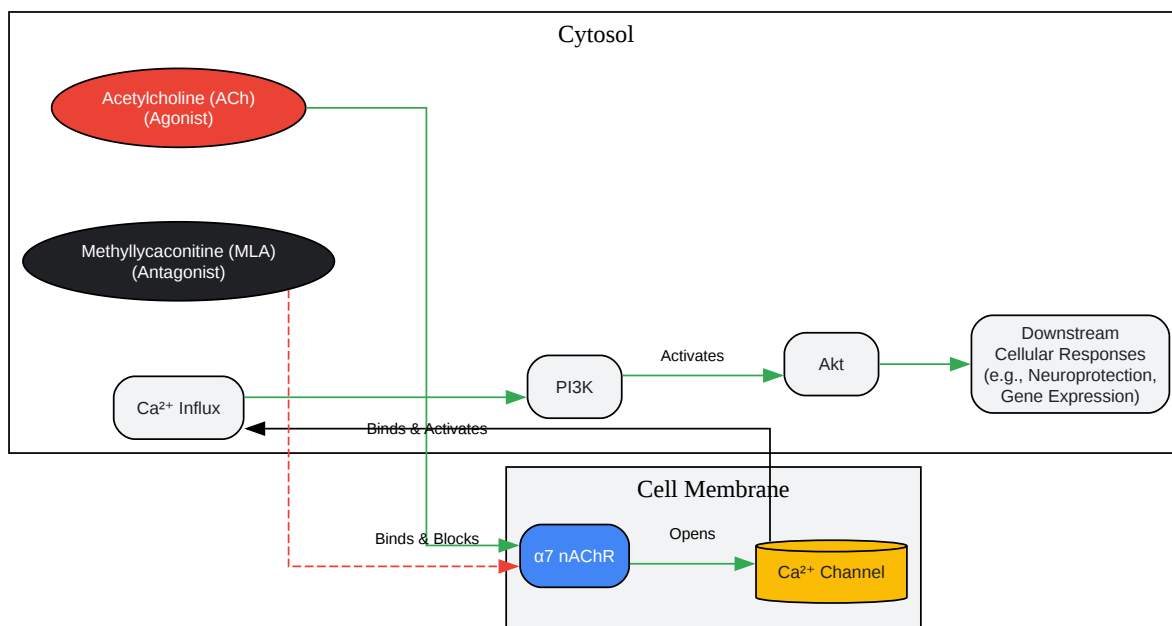 Cytosol
Acetylcholine (ACh)
(Agonist)
Methyllycaconitine (MLA)
(Antagonist)
Ca²⁺ Influx
PI3K
Activates
Akt
Downstream
Cellular Responses
(e.g., Neuroprotection,
Gene Expression)
Binds & Activates
Cell Membrane
Binds & Blocks
α7 nAChR
Opens
Ca²⁺ Channel